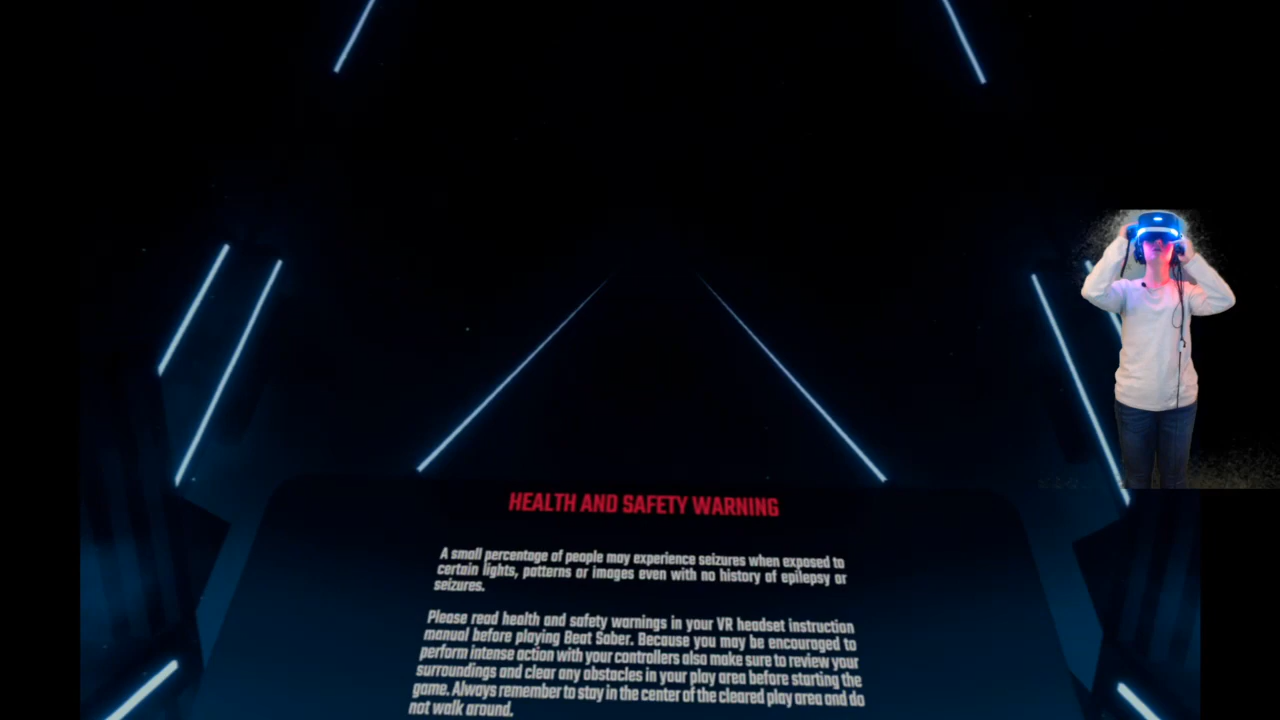 HEALTH AND SAFETY WARNING
A small percentage of people may experience seizures when exposed to
certain lights, patterns or images even with no history of epilepsy or
seizures.
Please read health and safety warnings in your VR headset instruction
manual before playing Beat Saber. Because you may be encouraged to
perform intense action with your controllers also make sure to review your
surroundings and clear any obstacles in your play area before starting the
game. Always remember to stay in the center of the cleared play area and do
not walk around.